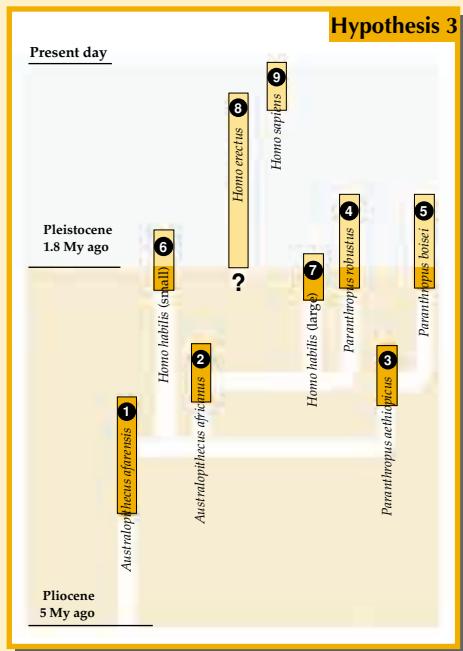 Hypothesis 3
Present day
9
Homo sapiens
8
Homo erectus
4
Paranthropus robustus
5
Paranthropus boisei
Pleistocene
1.8 My ago
6
Homo habilis (small)
7
Homo habilis (large)
?
2
Australopithecus africanus
3
Paranthropus aethiopicus
1
Australopithecus afarensis
Pliocene
5 My ago